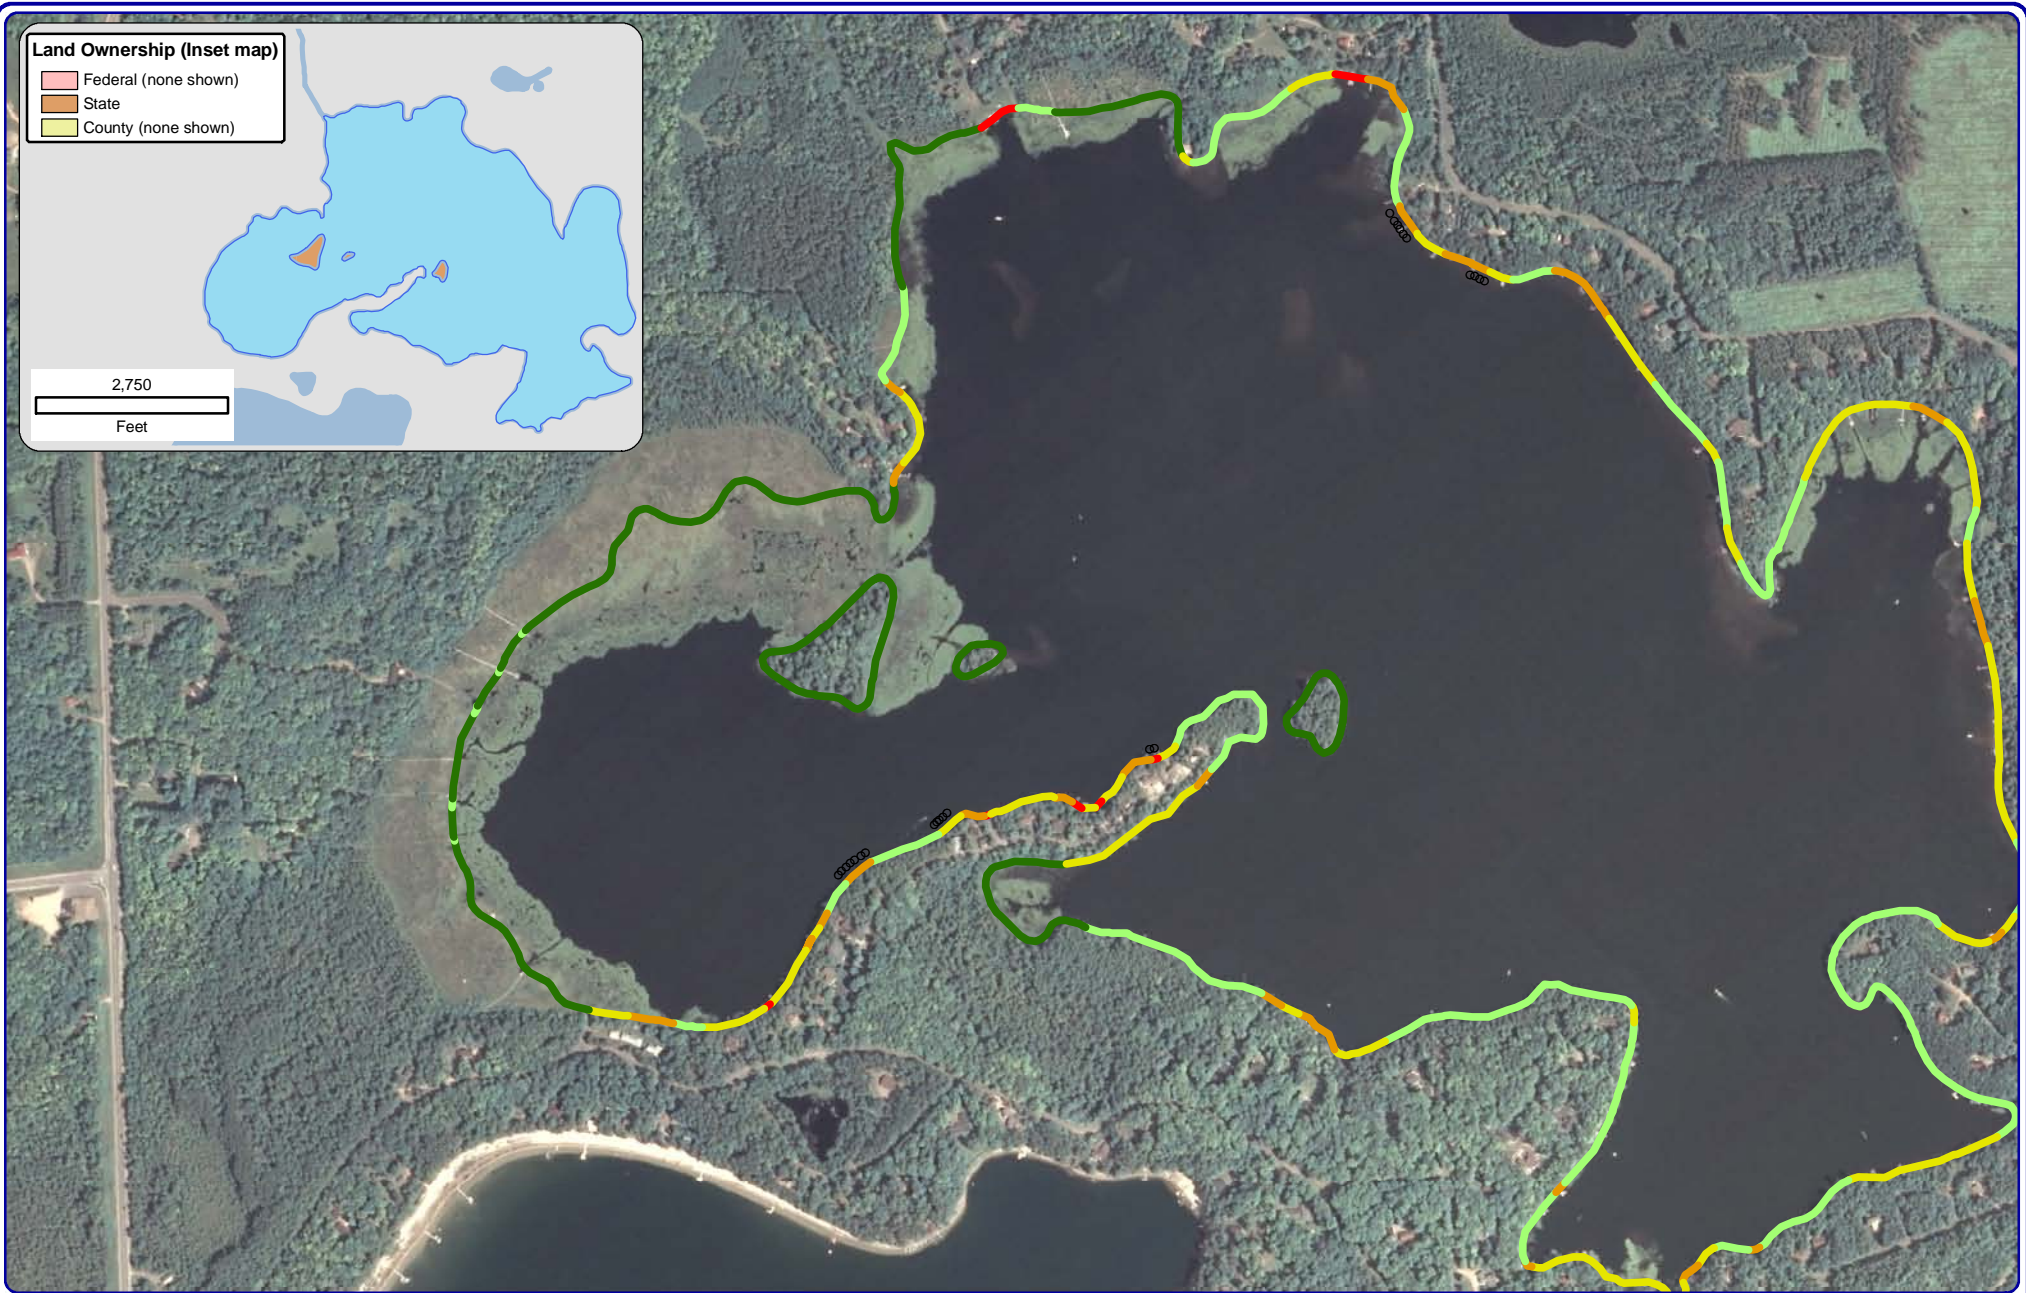 Land Ownership (Inset map)
Federal (none shown)
State
County (none shown)
2,750
Feet